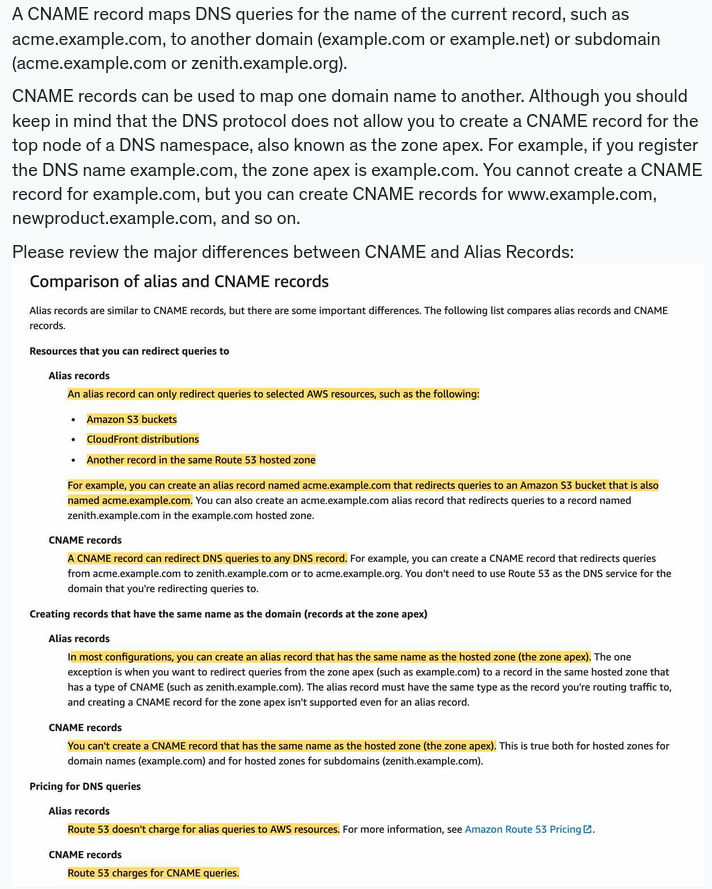 A CNAME record maps DNS queries for the name of the current record, such as
acme.example.com, to another domain (example.com or example.net) or subdomain
(acme.example.com or zenith.example.org).
CNAME records can be used to map one domain name to another. Although you should
keep in mind that the DNS protocol does not allow you to create a CNAME record for the
top node of a DNS namespace, also known as the zone apex. For example, if you register
the DNS name example.com, the zone apex is example.com. You cannot create a CNAME
record for example.com, but you can create CNAME records for www.example.com,
newproduct.example.com, and so on.
Please review the major differences between CNAME and Alias Records:
Comparison of alias and CNAME records
Alias records are similar to CNAME records, but there are some important differences. The following list compares alias records and CNAME
records.
Resources that you can redirect queries to
Alias records
An alias record can only redirect queries to selected AWS resources, such as the following:
• Amazon S3 buckets
• CloudFront distributions
• Another record in the same Route 53 hosted zone
For example, you can create an alias record named acme.example.com that redirects queries to an Amazon S3 bucket that is also
named acme.example.com. You can also create an acme.example.com alias record that redirects queries to a record named
zenith.example.com in the example.com hosted zone.
CNAME records
A CNAME record can redirect DNS queries to any DNS record. For example, you can create a CNAME record that redirects queries
from acme.example.com to zenith.example.com or to acme.example.org. You don't need to use Route 53 as the DNS service for the
domain that you're redirecting queries to.
Creating records that have the same name as the domain (records at the zone apex)
Alias records
In most configurations, you can create an alias record that has the same name as the hosted zone (the zone apex). The one
exception is when you want to redirect queries from the zone apex (such as example.com) to a record in the same hosted zone that
has a type of CNAME (such as zenith.example.com). The alias record must have the same type as the record you're routing traffic to,
and creating a CNAME record for the zone apex isn't supported even for an alias record.
CNAME records
You can't create a CNAME record that has the same name as the hosted zone (the zone apex). This is true both for hosted zones for
domain names (example.com) and for hosted zones for subdomains (zenith.example.com).
Pricing for DNS queries
Alias records
Route 53 doesn't charge for alias queries to AWS resources. For more information, see Amazon Route 53 Pricing.
CNAME records
Route 53 charges for CNAME queries.